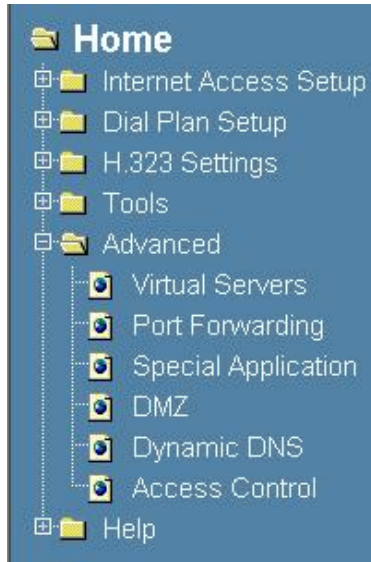 Home
Internet Access Setup
Dial Plan Setup
H.323 Settings
Tools
Advanced
Virtual Servers
Port Forwarding
Special Application
DMZ
Dynamic DNS
Access Control
Help